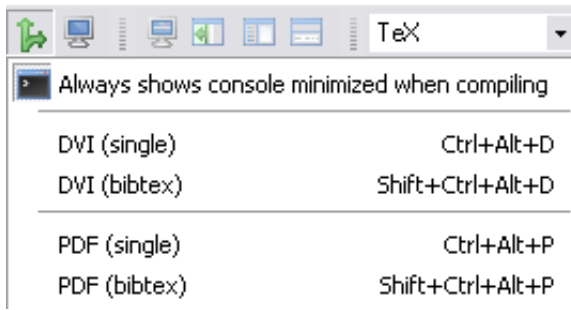 TeX
Always shows console minimized when compiling
DVI (single) Ctrl+Alt+D
DVI (bibtex) Shift+Ctrl+Alt+D
PDF (single) Ctrl+Alt+P
PDF (bibtex) Shift+Ctrl+Alt+P